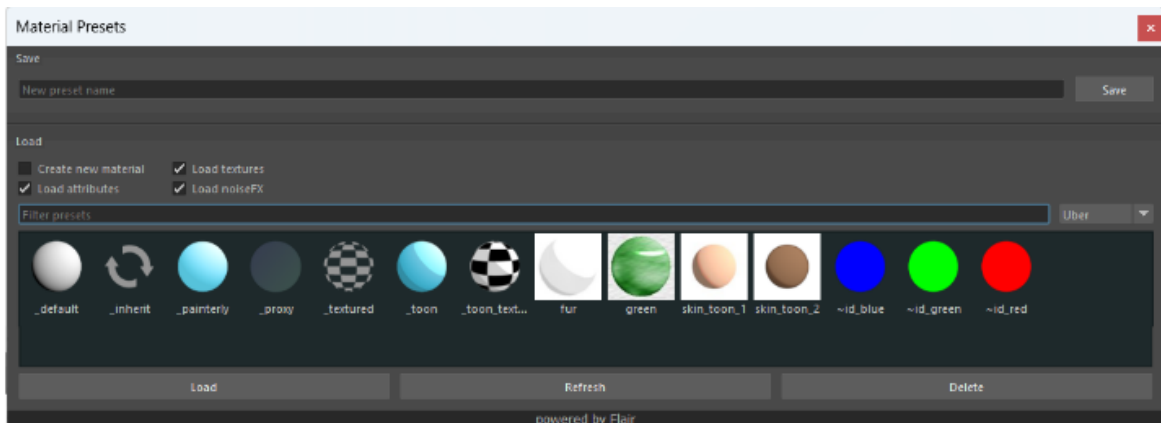 Material Presets
Save
New preset name
Save
Load
Create new material
Load textures
Load attributes
Load noiseFX
Filter presets
Uber
_default _inherit _painterly _proxy _textured _toon _toon_text... fur green skin_toon_1 skin_toon_2 ~id_blue ~id_green ~id_red
Load Refresh Delete
powered by Flair